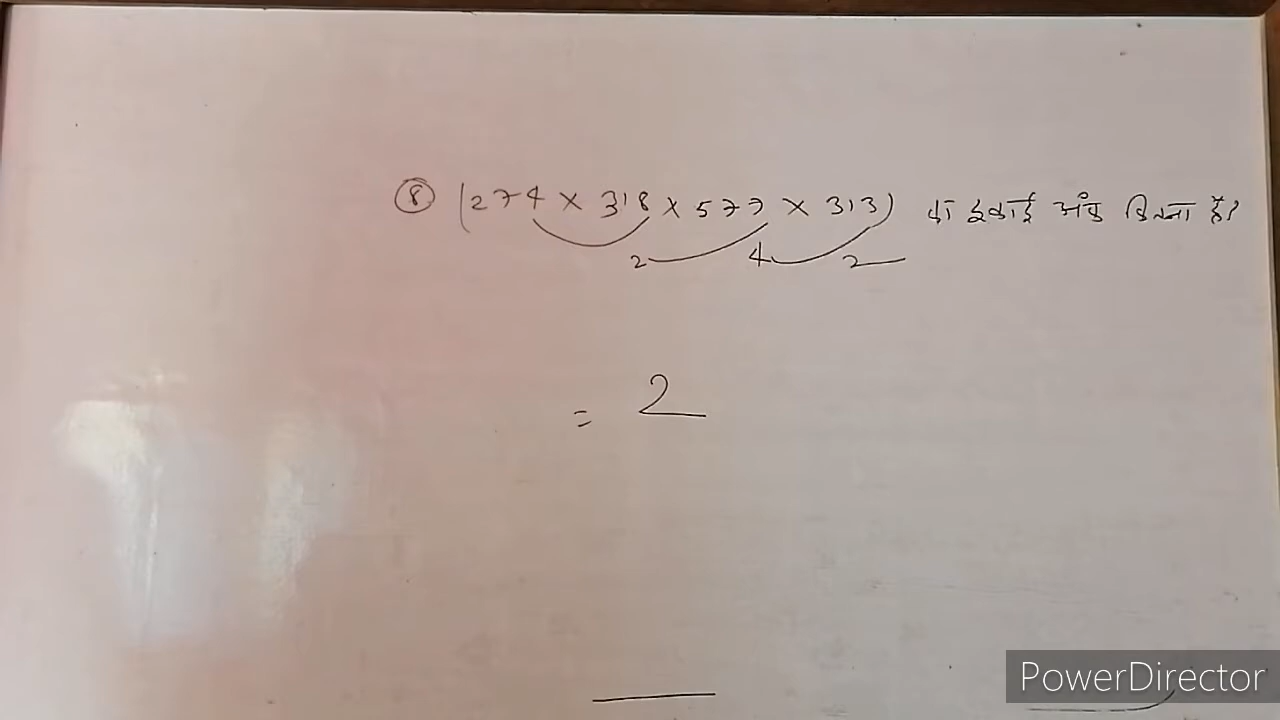 ⑧ (274 × 318 × 577 × 313) का इकाई अंक कितना है?
2 4 2
= 2
PowerDirector